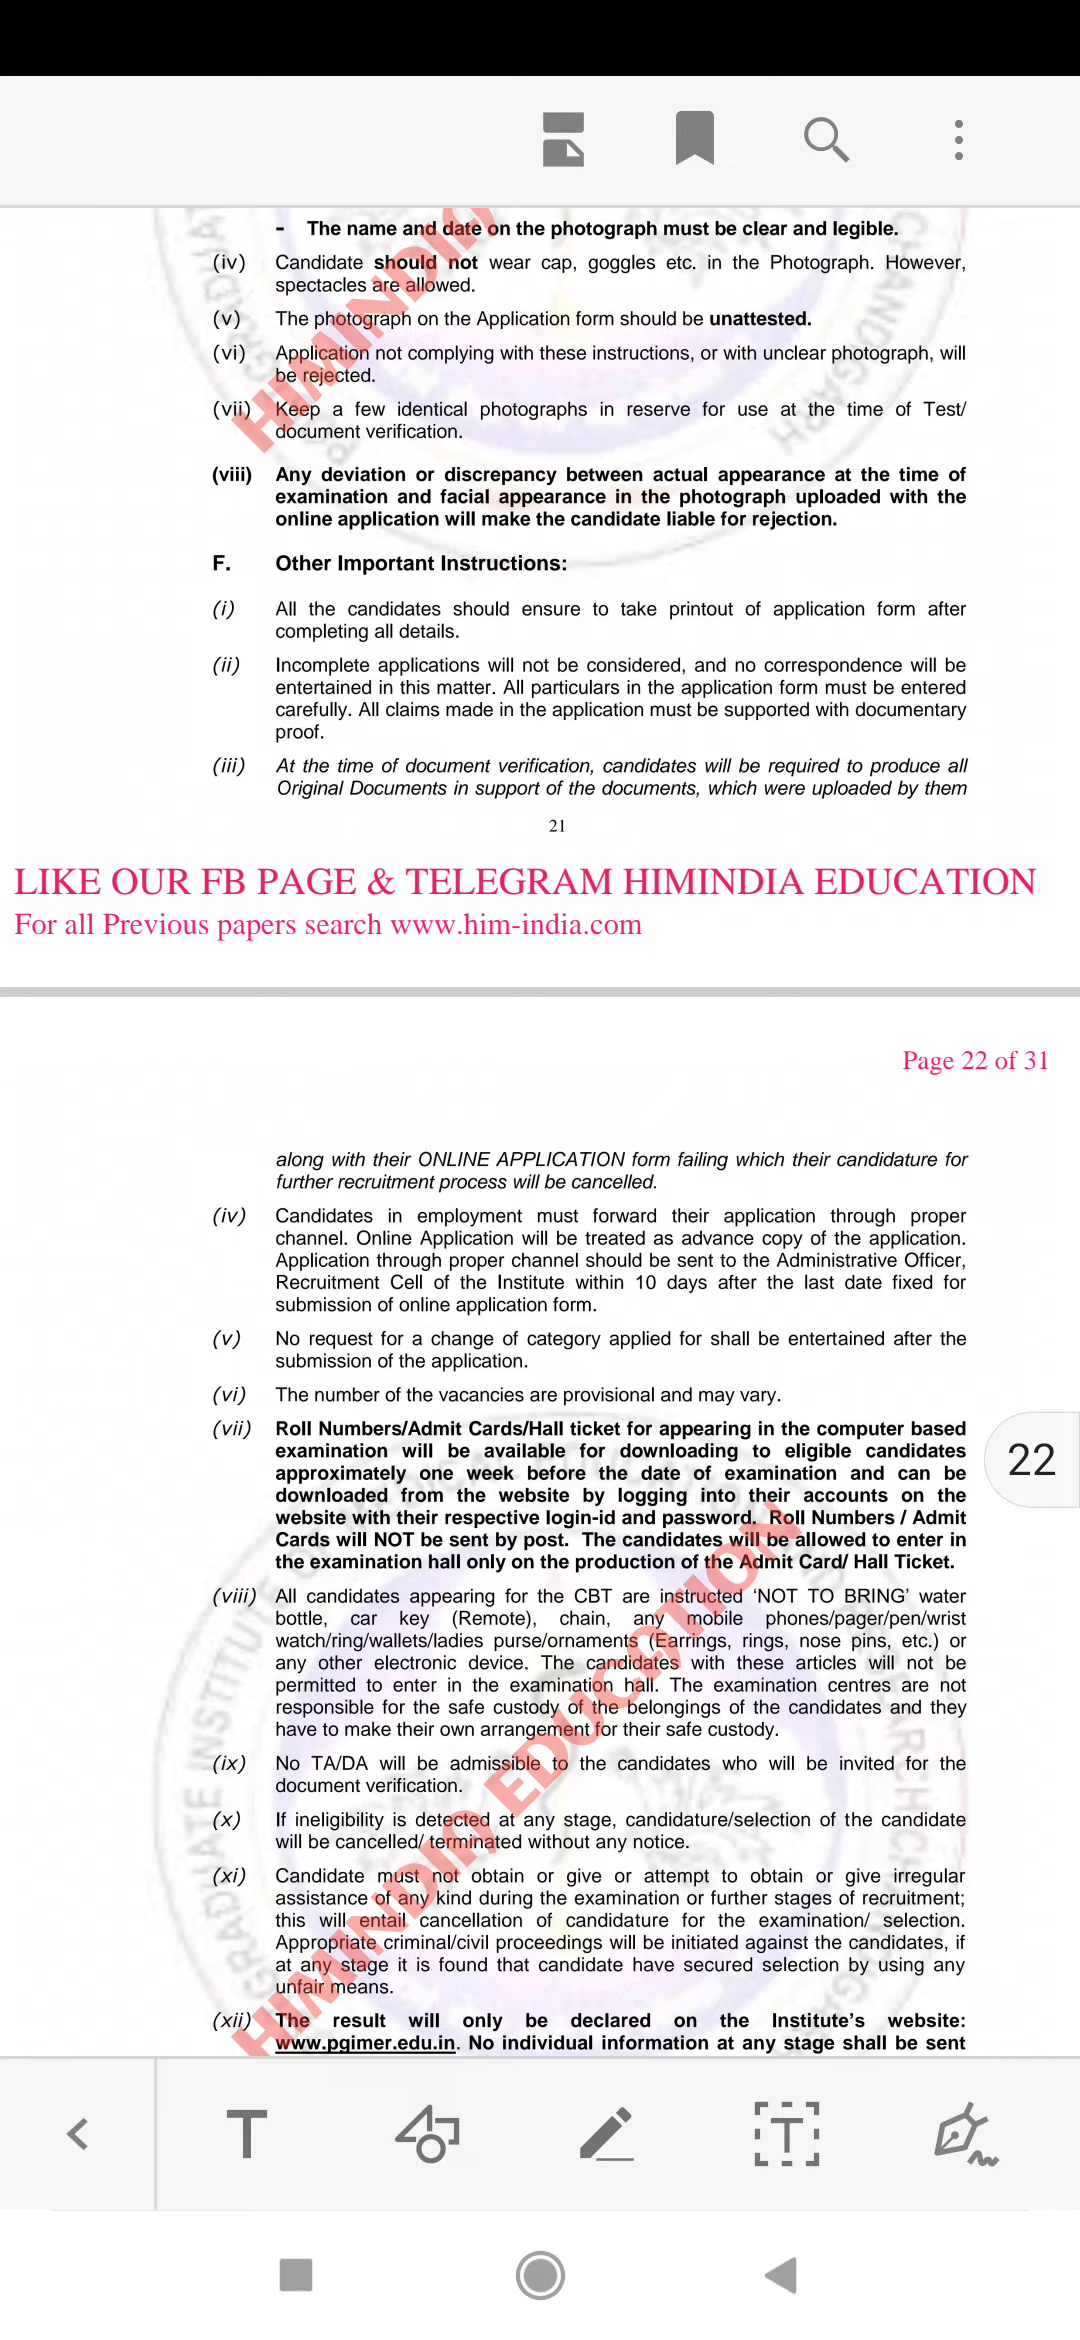 - The name and date on the photograph must be clear and legible.
(iv) Candidate should not wear cap, goggles etc. in the Photograph. However,
spectacles are allowed.
(v) The photograph on the Application form should be unattested.
(vi) Application not complying with these instructions, or with unclear photograph, will
be rejected.
(vii) Keep a few identical photographs in reserve for use at the time of Test/
document verification.
(viii) Any deviation or discrepancy between actual appearance at the time of
examination and facial appearance in the photograph uploaded with the
online application will make the candidate liable for rejection.
F. Other Important Instructions:
(i) All the candidates should ensure to take printout of application form after
completing all details.
(ii) Incomplete applications will not be considered, and no correspondence will be
entertained in this matter. All particulars in the application form must be entered
carefully. All claims made in the application must be supported with documentary
proof.
(iii) At the time of document verification, candidates will be required to produce all
Original Documents in support of the documents, which were uploaded by them
21
LIKE OUR FB PAGE & TELEGRAM HIMINDIA EDUCATION
For all Previous papers search www.him-india.com
Page 22 of 31
along with their ONLINE APPLICATION form failing which their candidature for
further recruitment process will be cancelled.
(iv) Candidates in employment must forward their application through proper
channel. Online Application will be treated as advance copy of the application.
Application through proper channel should be sent to the Administrative Officer,
Recruitment Cell of the Institute within 10 days after the last date fixed for
submission of online application form.
(v) No request for a change of category applied for shall be entertained after the
submission of the application.
(vi) The number of the vacancies are provisional and may vary.
(vii) Roll Numbers/Admit Cards/Hall ticket for appearing in the computer based
examination will be available for downloading to eligible candidates
approximately one week before the date of examination and can be
downloaded from the website by logging into their accounts on the
website with their respective login-id and password. Roll Numbers / Admit
Cards will NOT be sent by post. The candidates will be allowed to enter in
the examination hall only on the production of the Admit Card/ Hall Ticket.
22
(viii) All candidates appearing for the CBT are instructed ‘NOT TO BRING’ water
bottle, car key (Remote), chain, any mobile phones/pager/pen/wrist
watch/ring/wallets/ladies purse/ornaments (Earrings, rings, nose pins, etc.) or
any other electronic device. The candidates with these articles will not be
permitted to enter in the examination hall. The examination centres are not
responsible for the safe custody of the belongings of the candidates and they
have to make their own arrangement for their safe custody.
(ix) No TA/DA will be admissible to the candidates who will be invited for the
document verification.
(x) If ineligibility is detected at any stage, candidature/selection of the candidate
will be cancelled/ terminated without any notice.
(xi) Candidate must not obtain or give or attempt to obtain or give irregular
assistance of any kind during the examination or further stages of recruitment;
this will entail cancellation of candidature for the examination/ selection.
Appropriate criminal/civil proceedings will be initiated against the candidates, if
at any stage it is found that candidate have secured selection by using any
unfair means.
(xii) The result will only be declared on the Institute’s website:
www.pgimer.edu.in. No individual information at any stage shall be sent
HIMINDIA
HIMINDIA EDUCATION